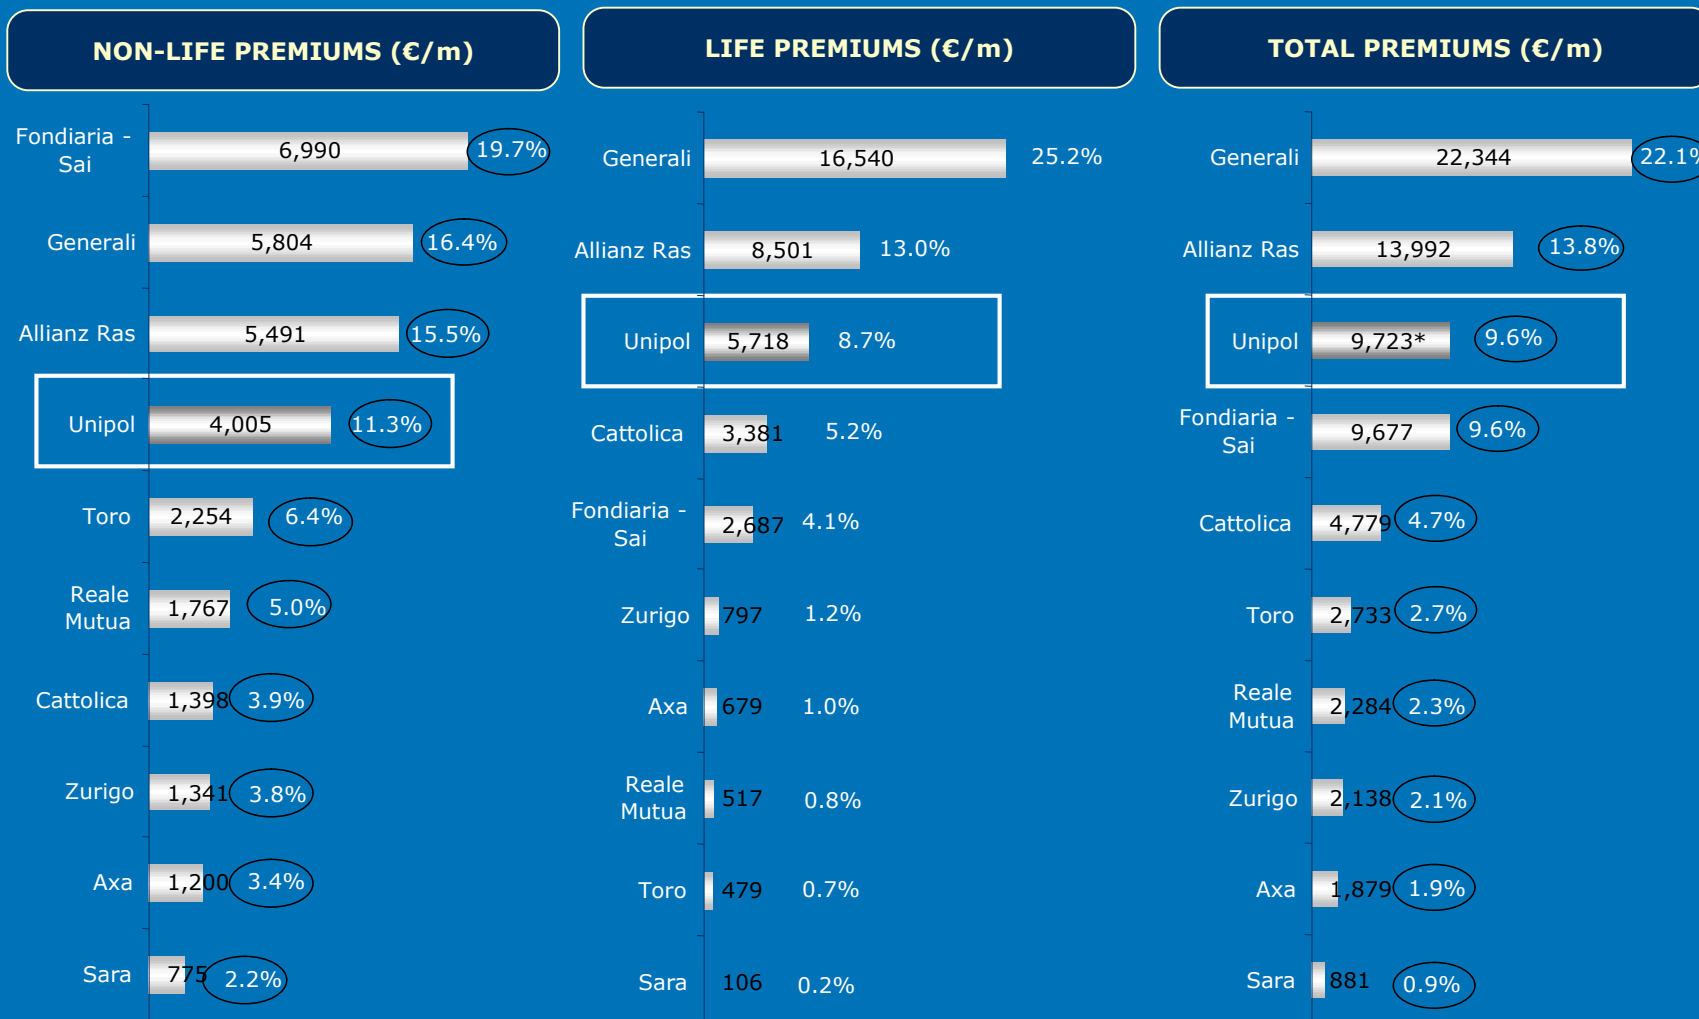 NON-LIFE PREMIUMS (€/m)
Fondiaria -
Sai
6,990
19.7%
Generali
5,804
16.4%
Allianz Ras
5,491
15.5%
Unipol
4,005
11.3%
Toro
2,254
6.4%
Reale
Mutua
1,767
5.0%
Cattolica
1,398
3.9%
Zurigo
1,341
3.8%
Axa
1,200
3.4%
Sara
775
2.2%
LIFE PREMIUMS (€/m)
Generali
16,540
25.2%
Allianz Ras
8,501
13.0%
Unipol
5,718
8.7%
Cattolica
3,381
5.2%
Fondiaria -
Sai
2,687
4.1%
Zurigo
797
1.2%
Axa
679
1.0%
Reale
Mutua
517
0.8%
Toro
479
0.7%
Sara
106
0.2%
TOTAL PREMIUMS (€/m)
Generali
22,344
22.1%
Allianz Ras
13,992
13.8%
Unipol
9,723*
9.6%
Fondiaria -
Sai
9,677
9.6%
Cattolica
4,779
4.7%
Toro
2,733
2.7%
Reale
Mutua
2,284
2.3%
Zurigo
2,138
2.1%
Axa
1,879
1.9%
Sara
881
0.9%